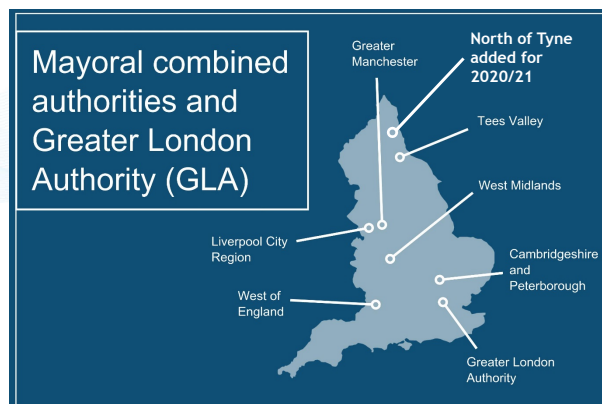 Mayoral combined
authorities and
Greater London
Authority (GLA)
Greater
Manchester
North of Tyne
added for
2020/21
Tees Valley
West Midlands
Liverpool City
Region
Cambridgeshire
and
Peterborough
West of
England
Greater London
Authority